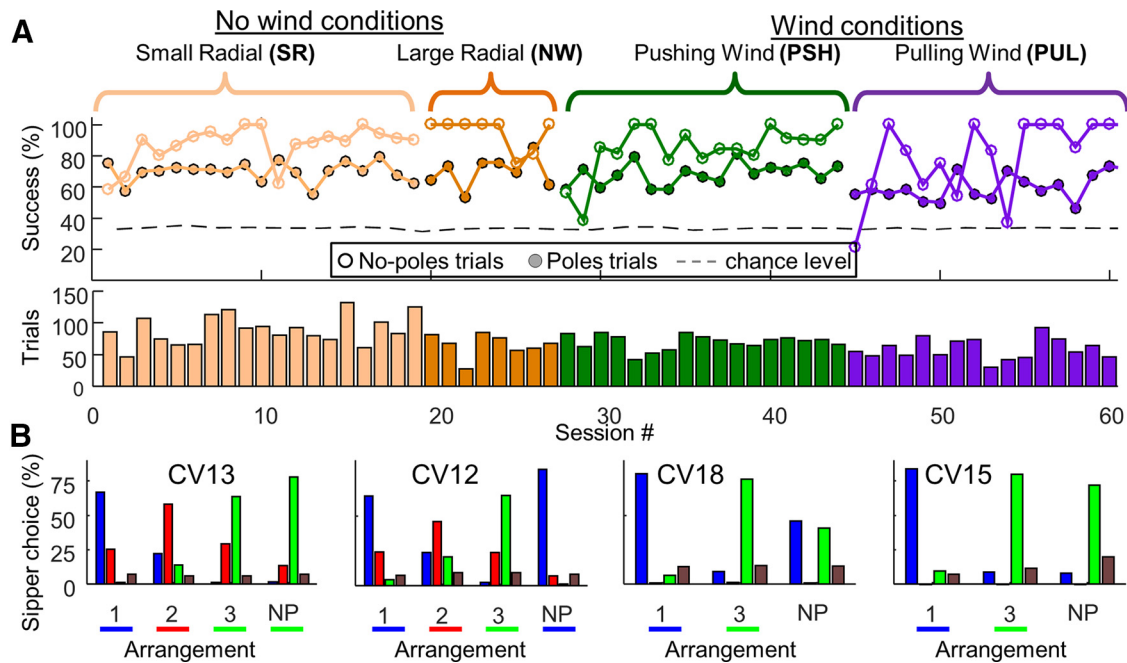 A
No wind conditions
Wind conditions
Small Radial (SR)
Large Radial (NW)
Pushing Wind (PSH)
Pulling Wind (PUL)
Success (%)
100
80
60
40
20
No-poles trials
Poles trials
chance level
Trials
150
100
50
0
0 10 20 30 40 50 60
Session #
B
Sipper choice (%)
75
50
25
0
CV13
CV12
CV18
CV15
1 2 3 NP
1 2 3 NP
1 3 NP
1 3 NP
Arrangement
Arrangement
Arrangement
Arrangement